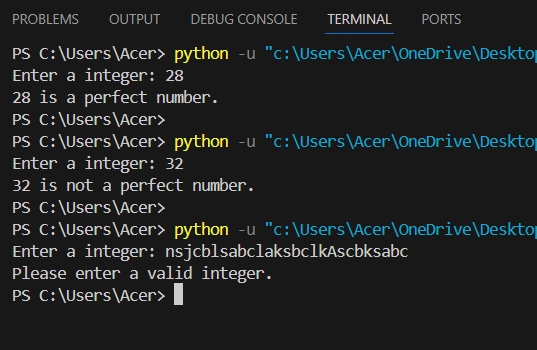 PROBLEMS OUTPUT DEBUG CONSOLE TERMINAL PORTS
PS C:\Users\Acer> python -u "c:\Users\Acer\OneDrive\Desktop
Enter a integer: 28
28 is a perfect number.
PS C:\Users\Acer>
PS C:\Users\Acer> python -u "c:\Users\Acer\OneDrive\Desktop
Enter a integer: 32
32 is not a perfect number.
PS C:\Users\Acer>
PS C:\Users\Acer> python -u "c:\Users\Acer\OneDrive\Desktop
Enter a integer: nsjcblsabclaksbclkAscbksabc
Please enter a valid integer.
PS C:\Users\Acer>